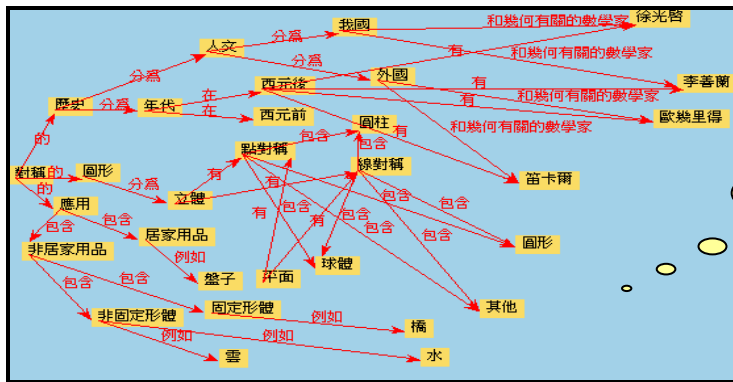 徐光啓
我國
和幾何有關的數學家
人文
分爲
有
和幾何有關的數學家
分爲
分爲
外國
李善蘭
西元後
有
和幾何有關的數學家
歷史
分爲
年代
在
有
在
西元前
歐幾里得
圓柱
和幾何有關的數學家
的
包含
有
點對稱
包含
線對稱
對稱
的
圖形
分爲
有
有
笛卡爾
的
立體
包含
應用
包含
包含
有
有
包含
包含
包含
居家用品
圓形
非居家用品
例如
球體
盤子
平面
包含
包含
固定形體
其他
非固定形體
例如
橋
例如
例如
雲
水